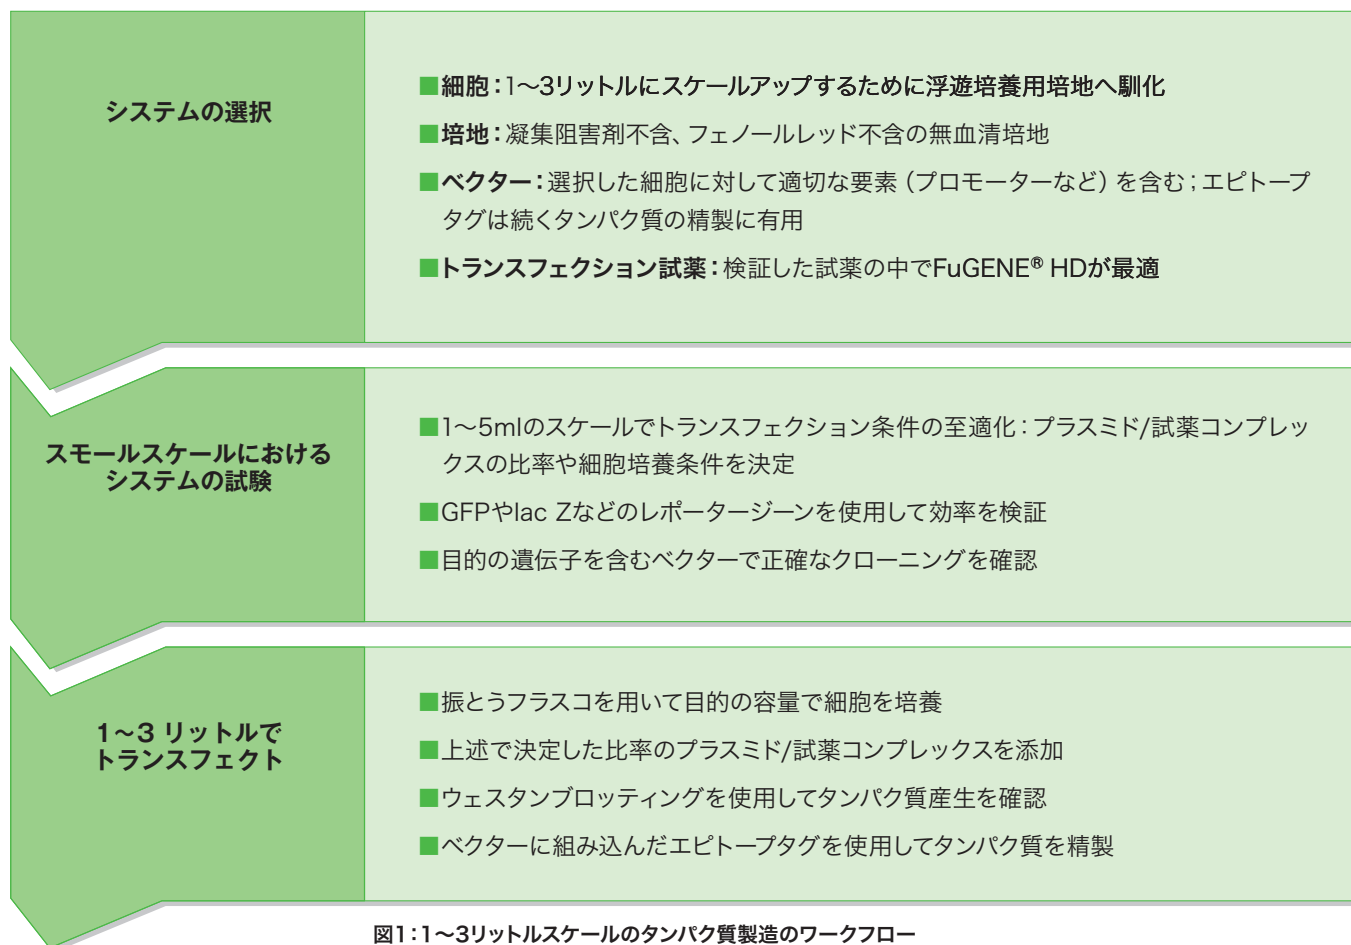 システムの選択
■細胞：1〜3リットルにスケールアップするために浮遊培養用培地へ馴化
■培地：凝集阻害剤不含、フェノールレッド不含の無血清培地
■ベクター：選択した細胞に対して適切な要素（プロモーターなど）を含む；エピトープ
タグは続くタンパク質の精製に有用
■トランスフェクション試薬：検証した試薬の中でFuGENE® HDが最適
スモールスケールにおける
システムの試験
■1〜5mlのスケールでトランスフェクション条件の至適化：プラスミド/試薬コンプレッ
クスの比率や細胞培養条件を決定
■GFPやlac Zなどのレポータージーンを使用して効率を検証
■目的の遺伝子を含むベクターで正確なクローニングを確認
1〜3 リットルで
トランスフェクト
■振とうフラスコを用いて目的の容量で細胞を培養
■上述で決定した比率のプラスミド/試薬コンプレックスを添加
■ウェスタンブロッティングを使用してタンパク質産生を確認
■ベクターに組み込んだエピトープタグを使用してタンパク質を精製
図1：1〜3リットルスケールのタンパク質製造のワークフロー